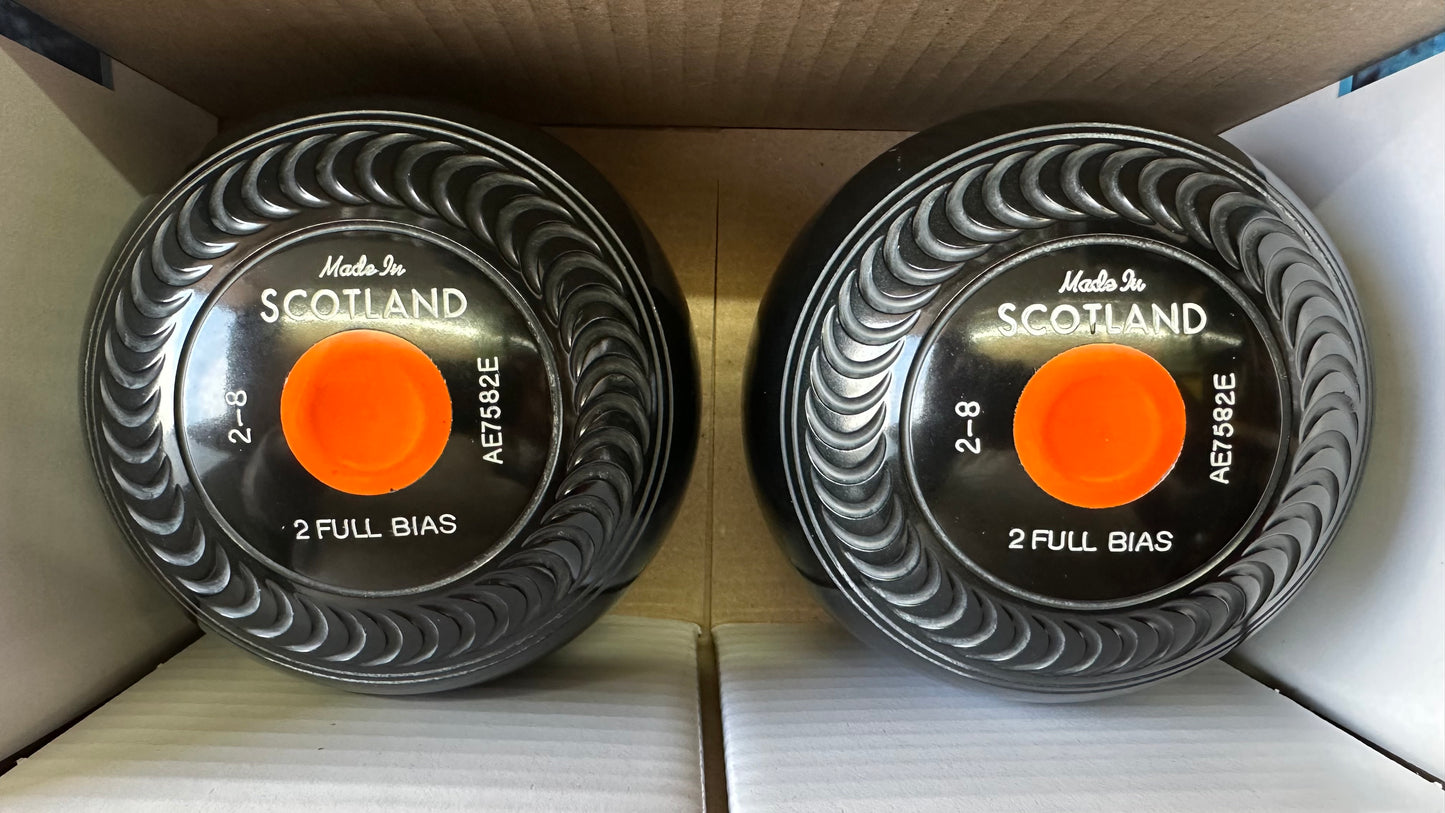 Made In
SCOTLAND
2-8
AE7582E
2 FULL BIAS
Made In
SCOTLAND
2-8
AE7582E
2 FULL BIAS